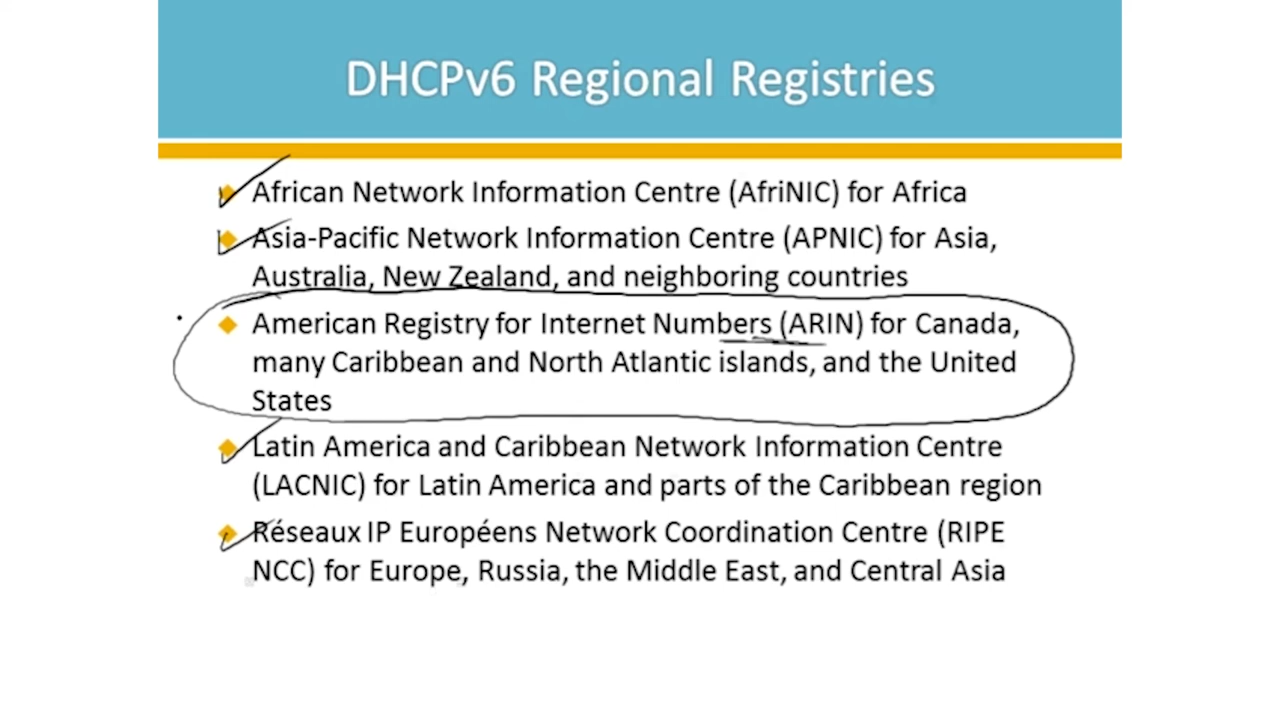 DHCPv6 Regional Registries
African Network Information Centre (AfriNIC) for Africa
Asia-Pacific Network Information Centre (APNIC) for Asia,
Australia, New Zealand, and neighboring countries
American Registry for Internet Numbers (ARIN) for Canada,
many Caribbean and North Atlantic islands, and the United
States
Latin America and Caribbean Network Information Centre
(LACNIC) for Latin America and parts of the Caribbean region
Réseaux IP Européens Network Coordination Centre (RIPE
NCC) for Europe, Russia, the Middle East, and Central Asia